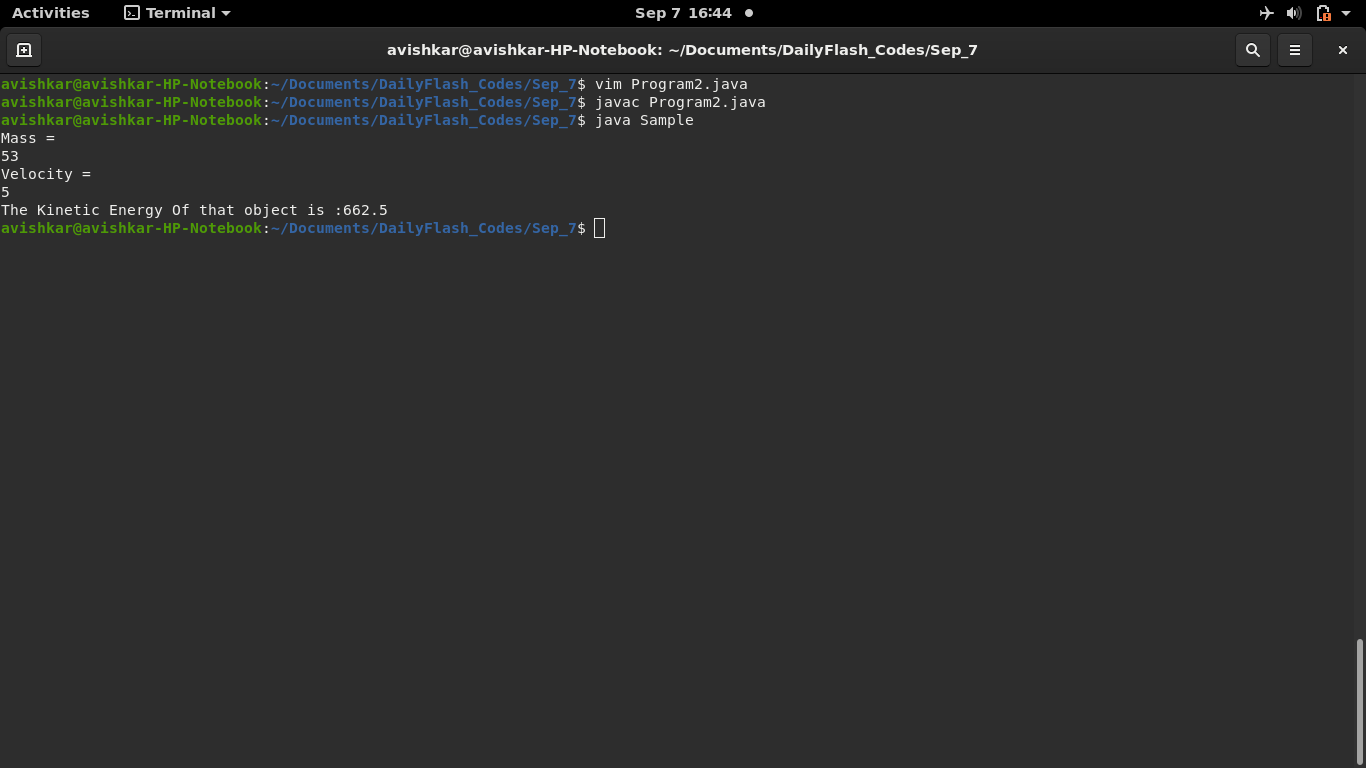 Activities Terminal Sep 7 16:44
avishkar@avishkar-HP-Notebook: ~/Documents/DailyFlash_Codes/Sep_7
avishkar@avishkar-HP-Notebook:~/Documents/DailyFlash_Codes/Sep_7$ vim Program2.java
avishkar@avishkar-HP-Notebook:~/Documents/DailyFlash_Codes/Sep_7$ javac Program2.java
avishkar@avishkar-HP-Notebook:~/Documents/DailyFlash_Codes/Sep_7$ java Sample
Mass =
53
Velocity =
5
The Kinetic Energy Of that object is :662.5
avishkar@avishkar-HP-Notebook:~/Documents/DailyFlash_Codes/Sep_7$